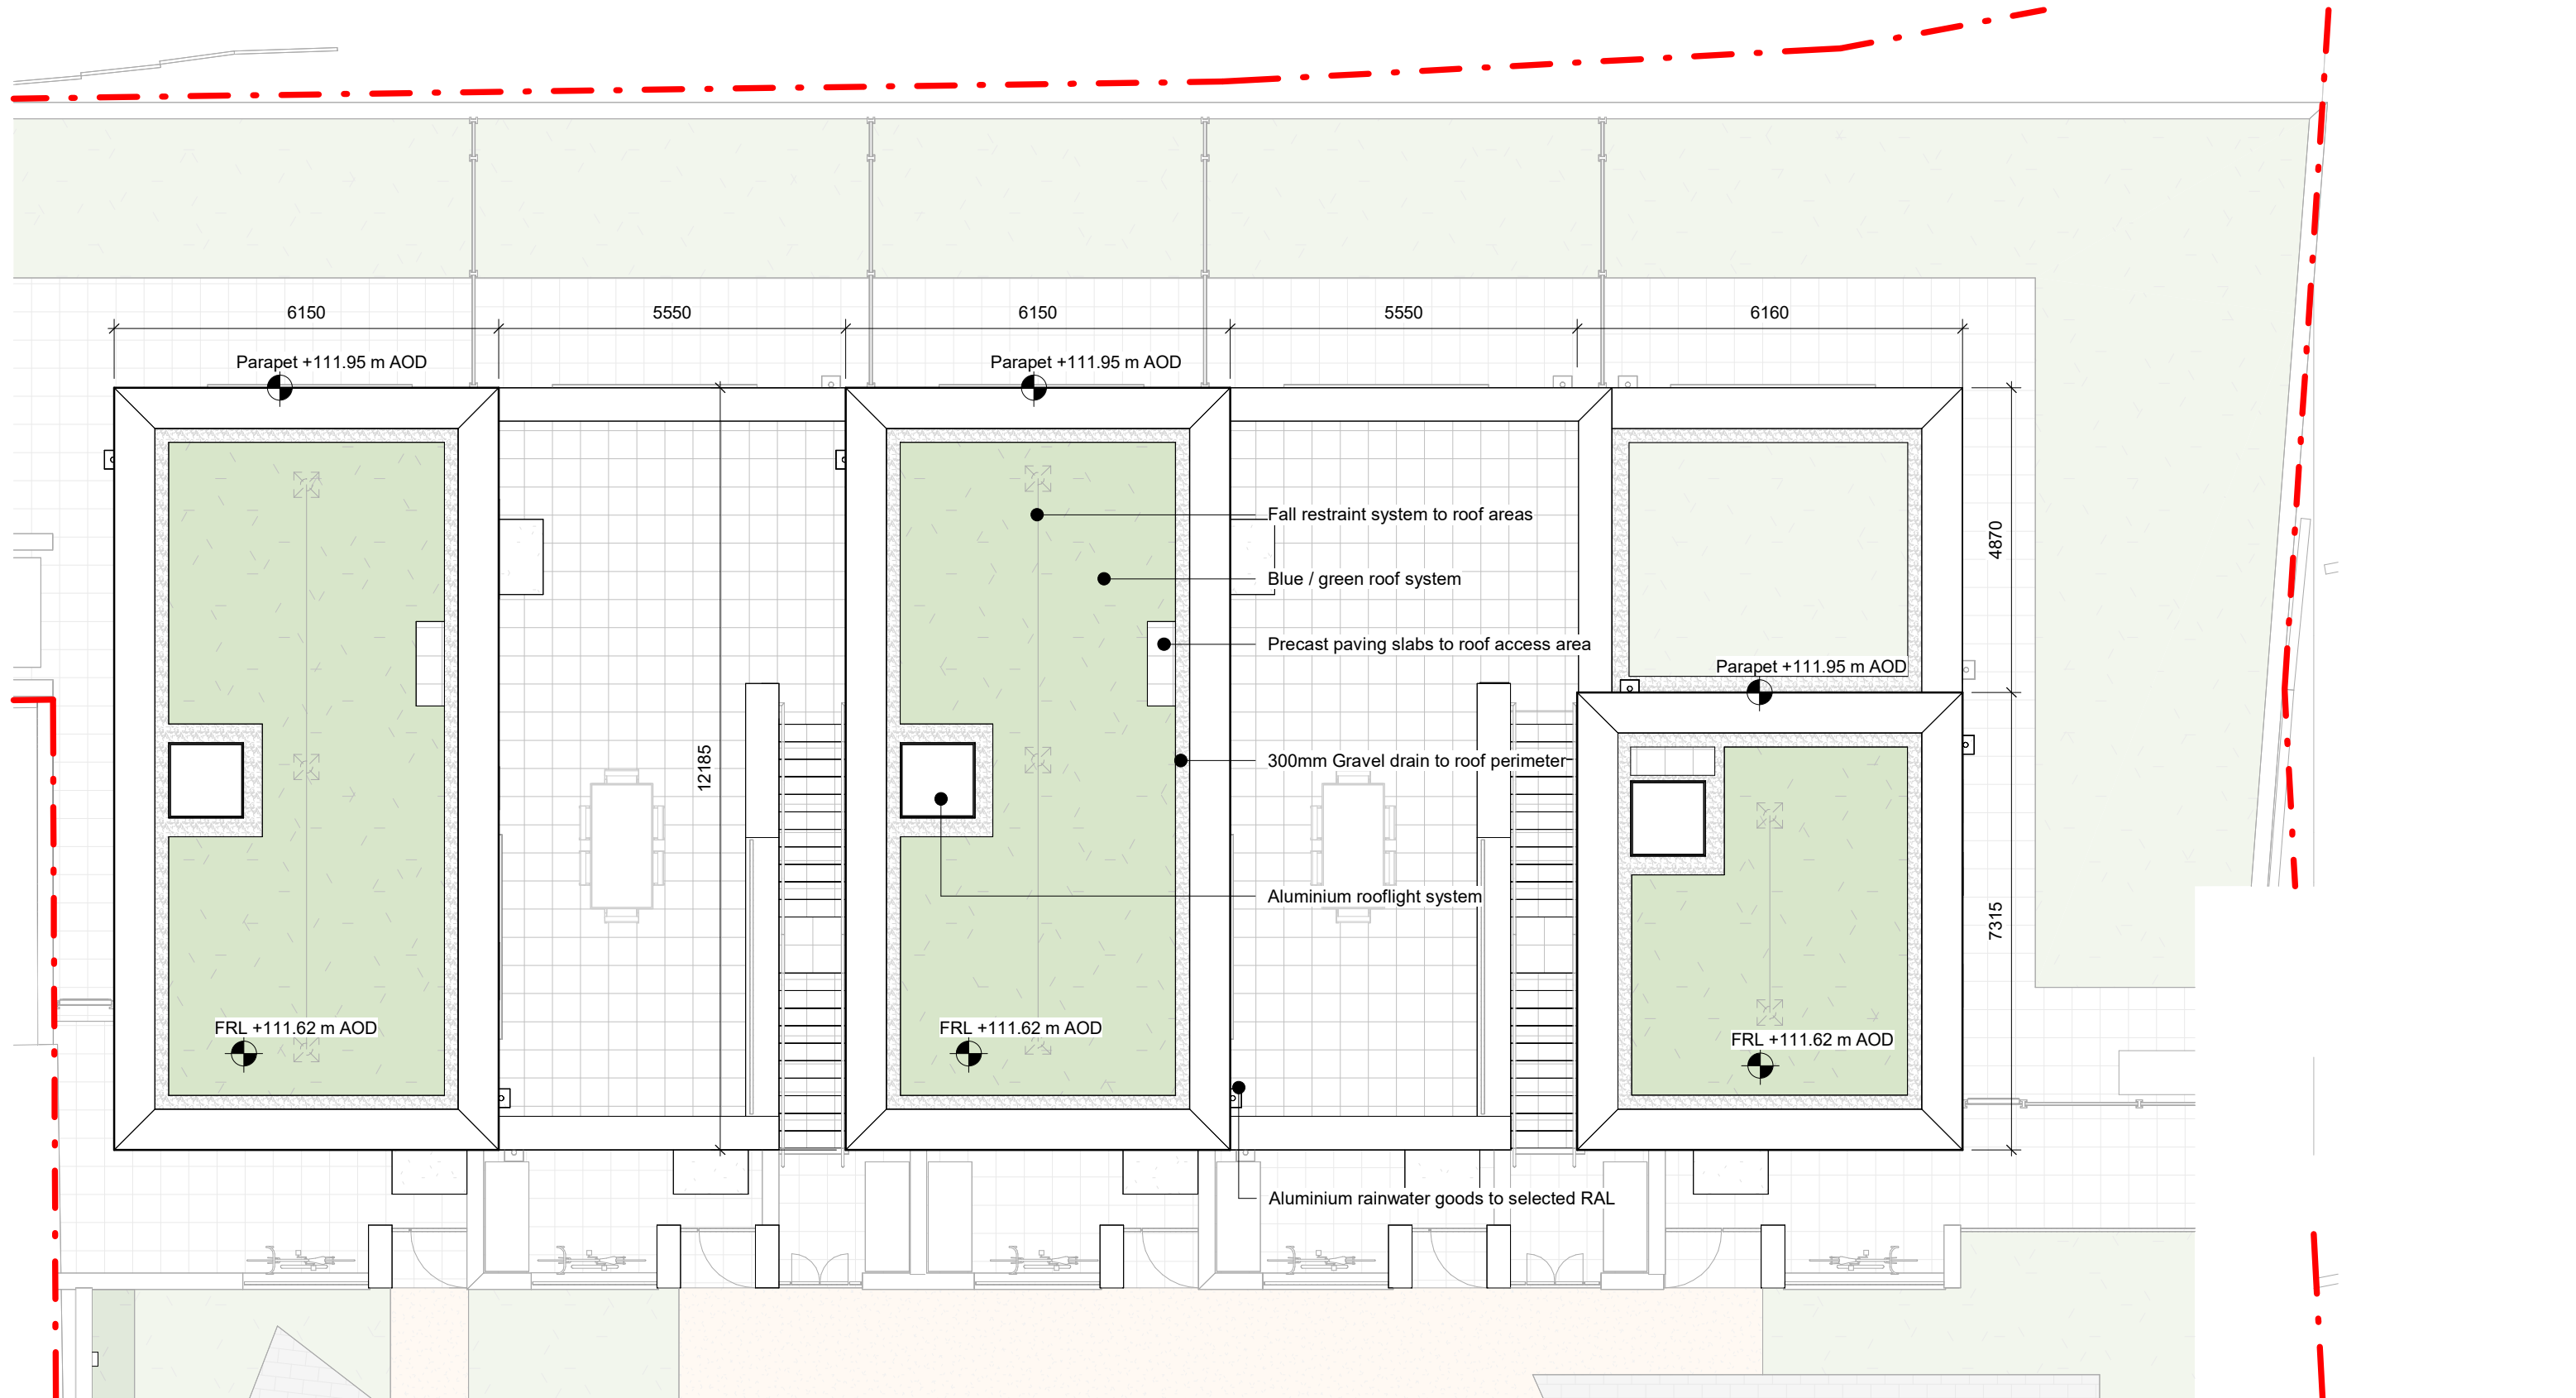 6150
5550
6150
5550
6160
Parapet +111.95 m AOD
Parapet +111.95 m AOD
Fall restraint system to roof areas
4870
Blue / green roof system
Precast paving slabs to roof access area
Parapet +111.95 m AOD
12185
300mm Gravel drain to roof perimeter
Aluminium rooflight system
7315
FRL +111.62 m AOD
FRL +111.62 m AOD
FRL +111.62 m AOD
Aluminium rainwater goods to selected RAL